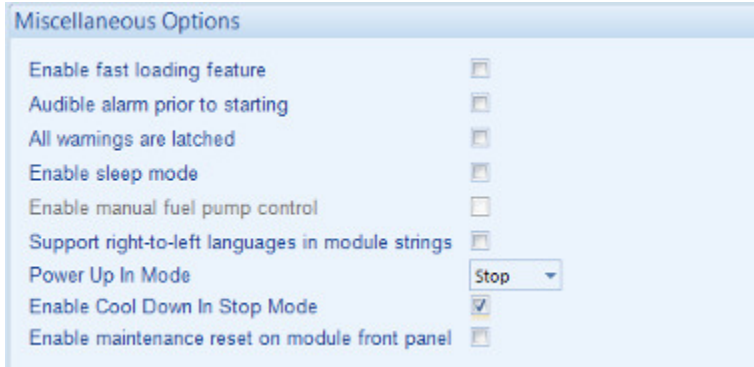 Miscellaneous Options
Enable fast loading feature
Audible alarm prior to starting
All warnings are latched
Enable sleep mode
Enable manual fuel pump control
Support right-to-left languages in module strings
Power Up In Mode Stop
Enable Cool Down In Stop Mode
Enable maintenance reset on module front panel